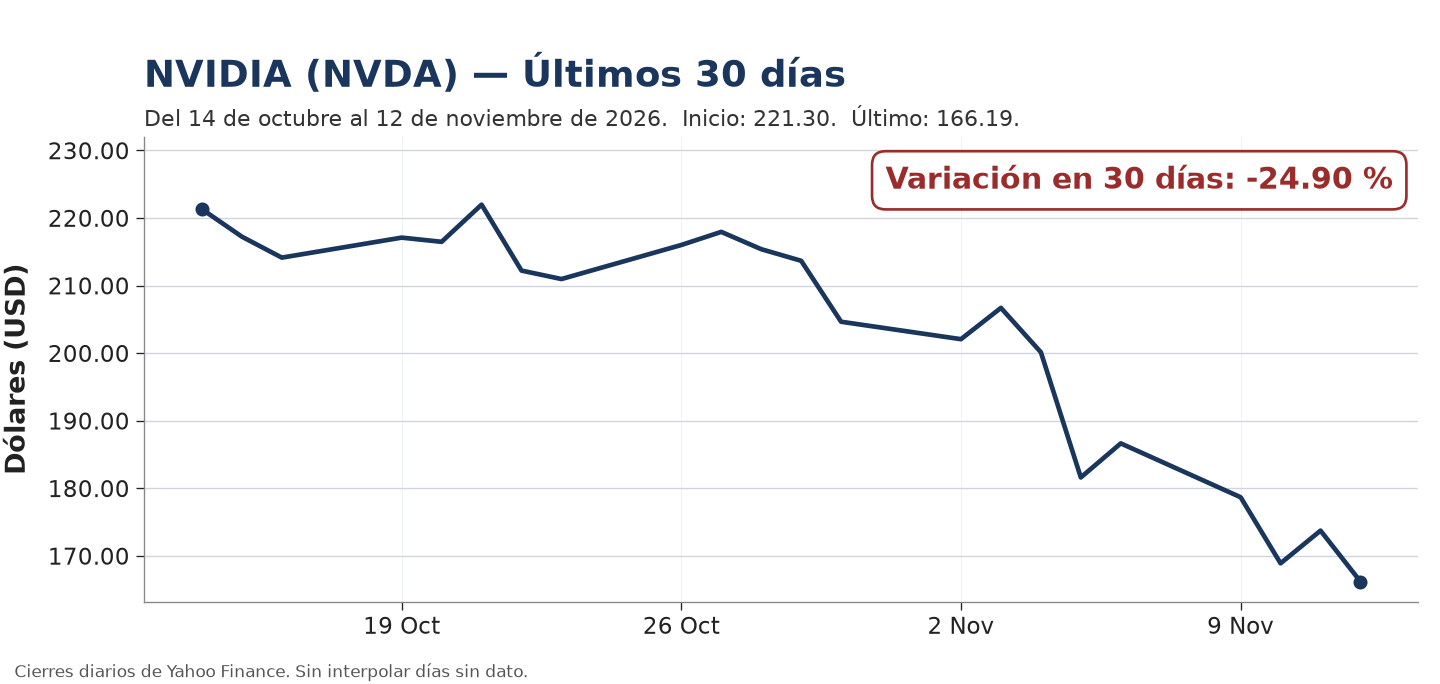 NVIDIA (NVDA) — Últimos 30 días
Del 14 de octubre al 12 de noviembre de 2026.  Inicio: 221.30.  Último: 166.19.
Variación en 30 días: -24.90 %
Dólares (USD)
230.00
220.00
210.00
200.00
190.00
180.00
170.00
19 Oct
26 Oct
2 Nov
9 Nov
Cierres diarios de Yahoo Finance. Sin interpolar días sin dato.